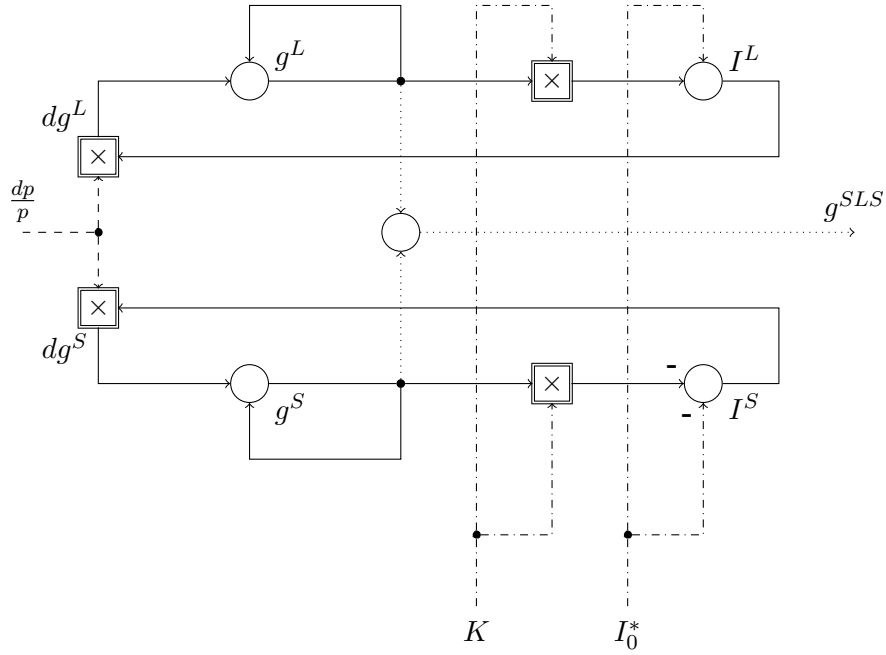 g^L
I^L
×
dg^L
×
dp/p
g^SLS
×
dg^S
×
-
g^S
-
I^S
K
I_0^*